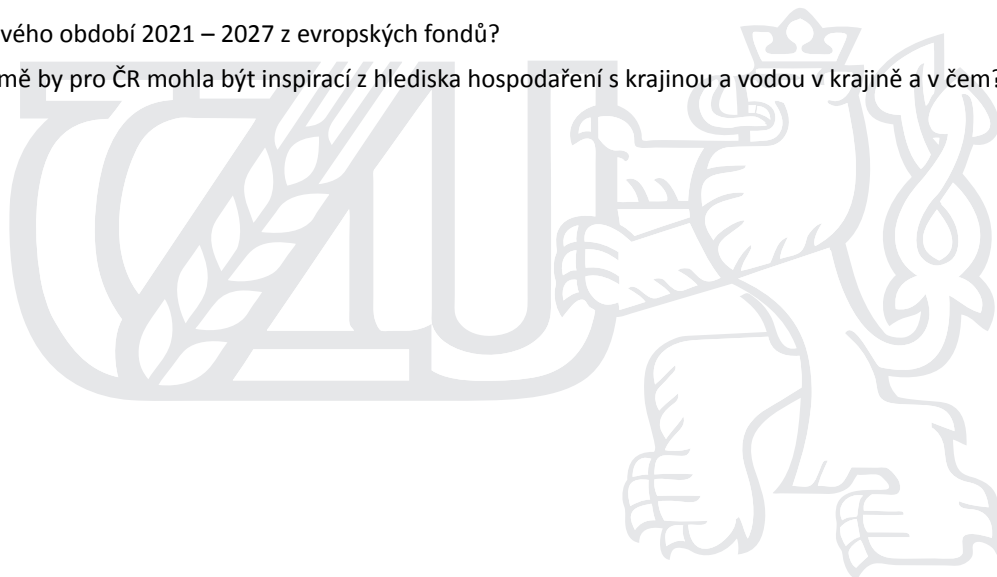 vého období 2021 – 2027 z evropských fondů?
mě by pro ČR mohla být inspirací z hlediska hospodaření s krajinou a vodou v krajině a v čem?
ČZU